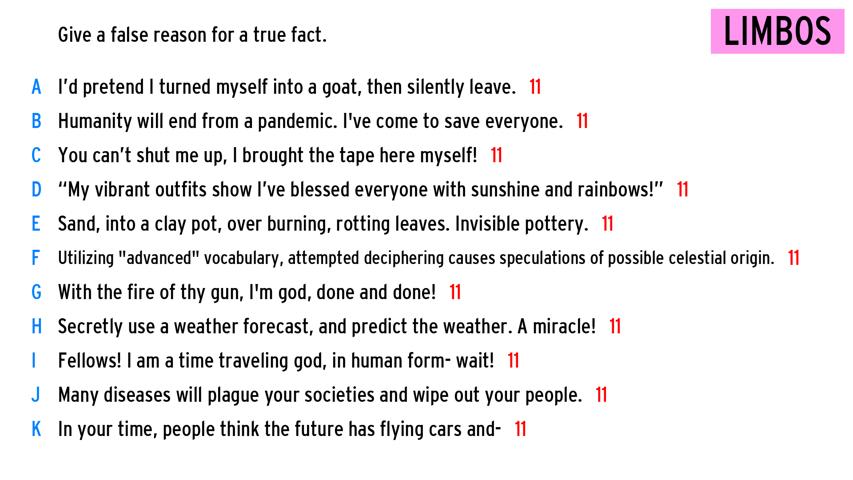 LIMBOS
Give a false reason for a true fact.
A I'd pretend I turned myself into a goat, then silently leave. 11
B Humanity will end from a pandemic. I've come to save everyone. 11
C You can't shut me up, I brought the tape here myself! 11
D “My vibrant outfits show I've blessed everyone with sunshine and rainbows!” 11
E Sand, into a clay pot, over burning, rotting leaves. Invisible pottery. 11
F Utilizing "advanced" vocabulary, attempted deciphering causes speculations of possible celestial origin. 11
G With the fire of thy gun, I'm god, done and done! 11
H Secretly use a weather forecast, and predict the weather. A miracle! 11
I Fellows! I am a time traveling god, in human form- wait! 11
J Many diseases will plague your societies and wipe out your people. 11
K In your time, people think the future has flying cars and- 11